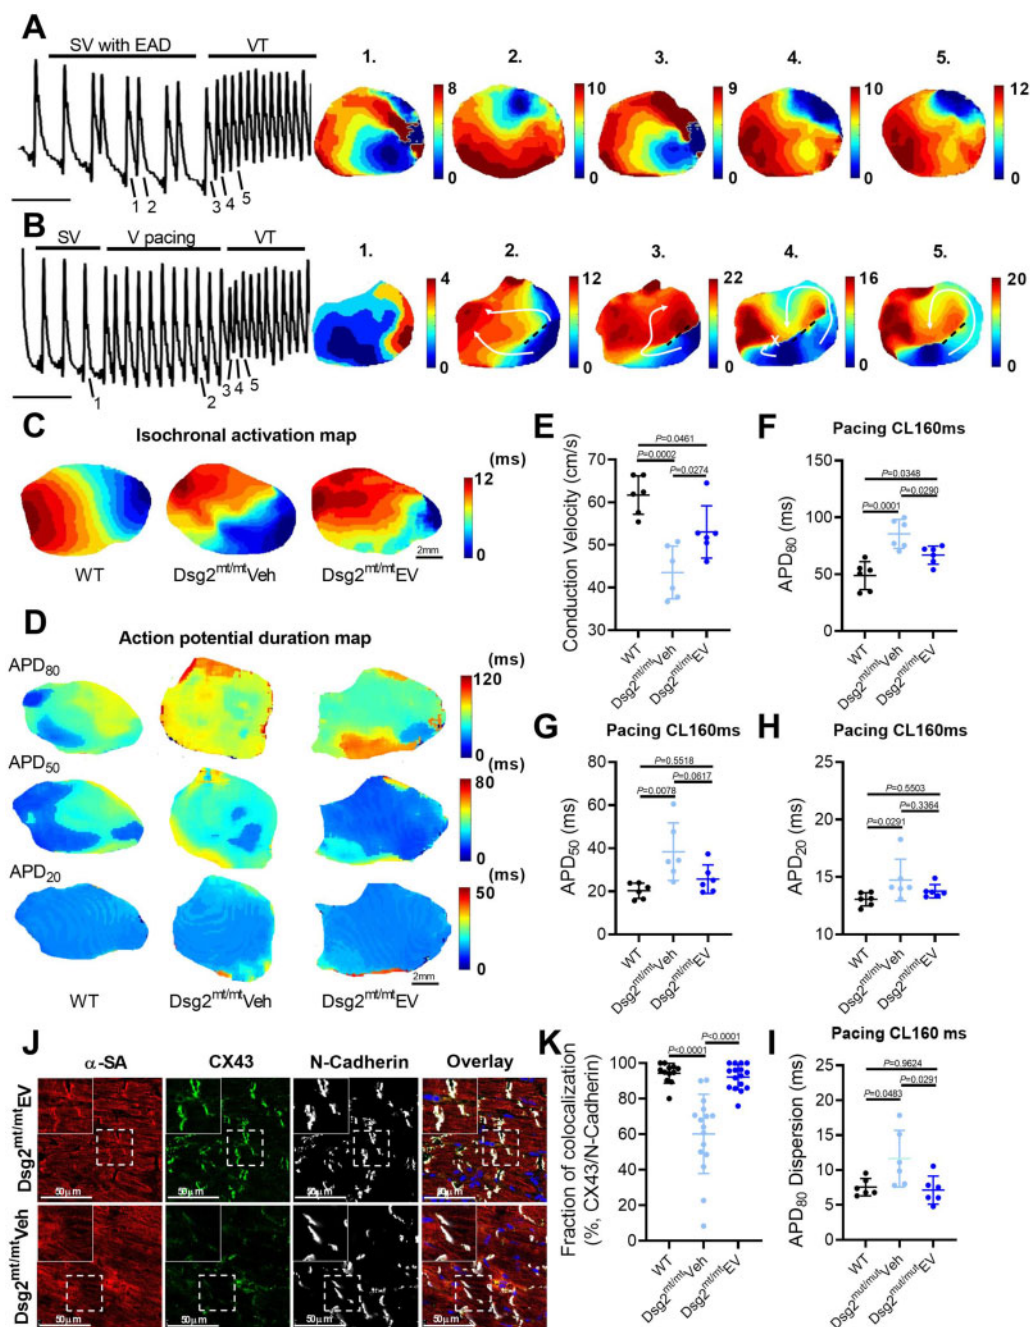 A
SV with EAD VT
1. 2. 3. 4. 5.
8 10 9 10 12
0 0 0 0 0
1 2 3 4 5
B
SV V pacing VT
1. 2. 3. 4. 5.
4 12 22 16 20
x
0 0 0 0 0
1 2 3 4 5
C
Isochronal activation map
(ms)
12
0
2mm
WT Dsg2mt/mtVeh Dsg2mt/mtEV
D
Action potential duration map
APD80
(ms)
120
0
APD50
(ms)
80
0
APD20
(ms)
50
0
2mm
WT Dsg2mt/mtVeh Dsg2mt/mtEV
E
Conduction Velocity (cm/s)
P=0.0461
P=0.0002
P=0.0274
70
60
50
40
30
WT
Dsg2mt/mtVeh
Dsg2mt/mtEV
F
Pacing CL160ms
APD80 (ms)
P=0.0348
P=0.0001
P=0.0290
150
100
50
0
WT
Dsg2mt/mtVeh
Dsg2mt/mtEV
G
Pacing CL160ms
APD50 (ms)
P=0.5518
P=0.0617
P=0.0078
80
60
40
20
0
WT
Dsg2mt/mtVeh
Dsg2mt/mtEV
H
Pacing CL160ms
APD20 (ms)
P=0.5503
P=0.3364
P=0.0291
25
20
15
10
WT
Dsg2mt/mtVeh
Dsg2mt/mtEV
J
α-SA CX43 N-Cadherin Overlay
Dsg2mt/mtEV
50μm 50μm 50μm 50μm
Dsg2mt/mtVeh
50μm 50μm 50μm 50μm
K
Fraction of colocalization
(%, CX43/N-Cadherin)
P<0.0001
P<0.0001
100
80
60
40
20
0
WT
Dsg2mt/mtVeh
Dsg2mt/mtEV
I
Pacing CL160 ms
APD80 Dispersion (ms)
P=0.9624
P=0.0291
P=0.0483
25
20
15
10
5
0
WT
Dsg2mut/mutVeh
Dsg2mut/mutEV